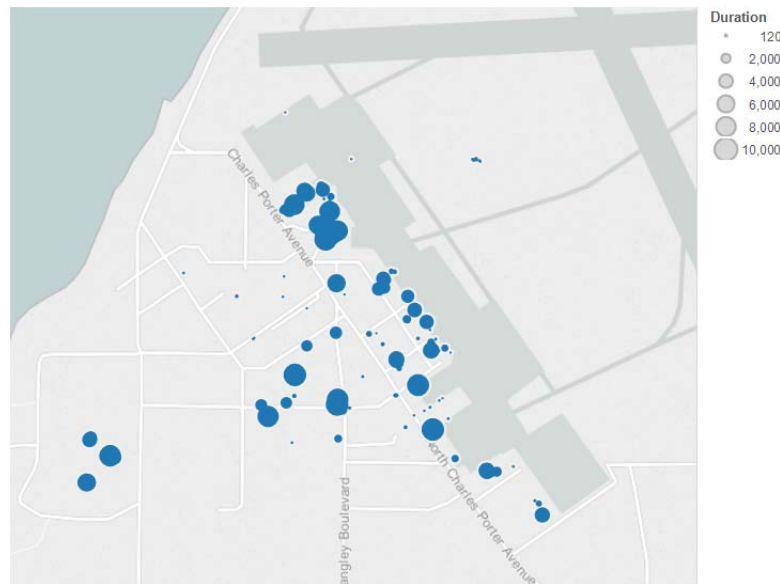 Duration
120
2,000
4,000
6,000
8,000
10,000
Charles Porter Avenue
North Charles Porter Avenue
angley Boulevard